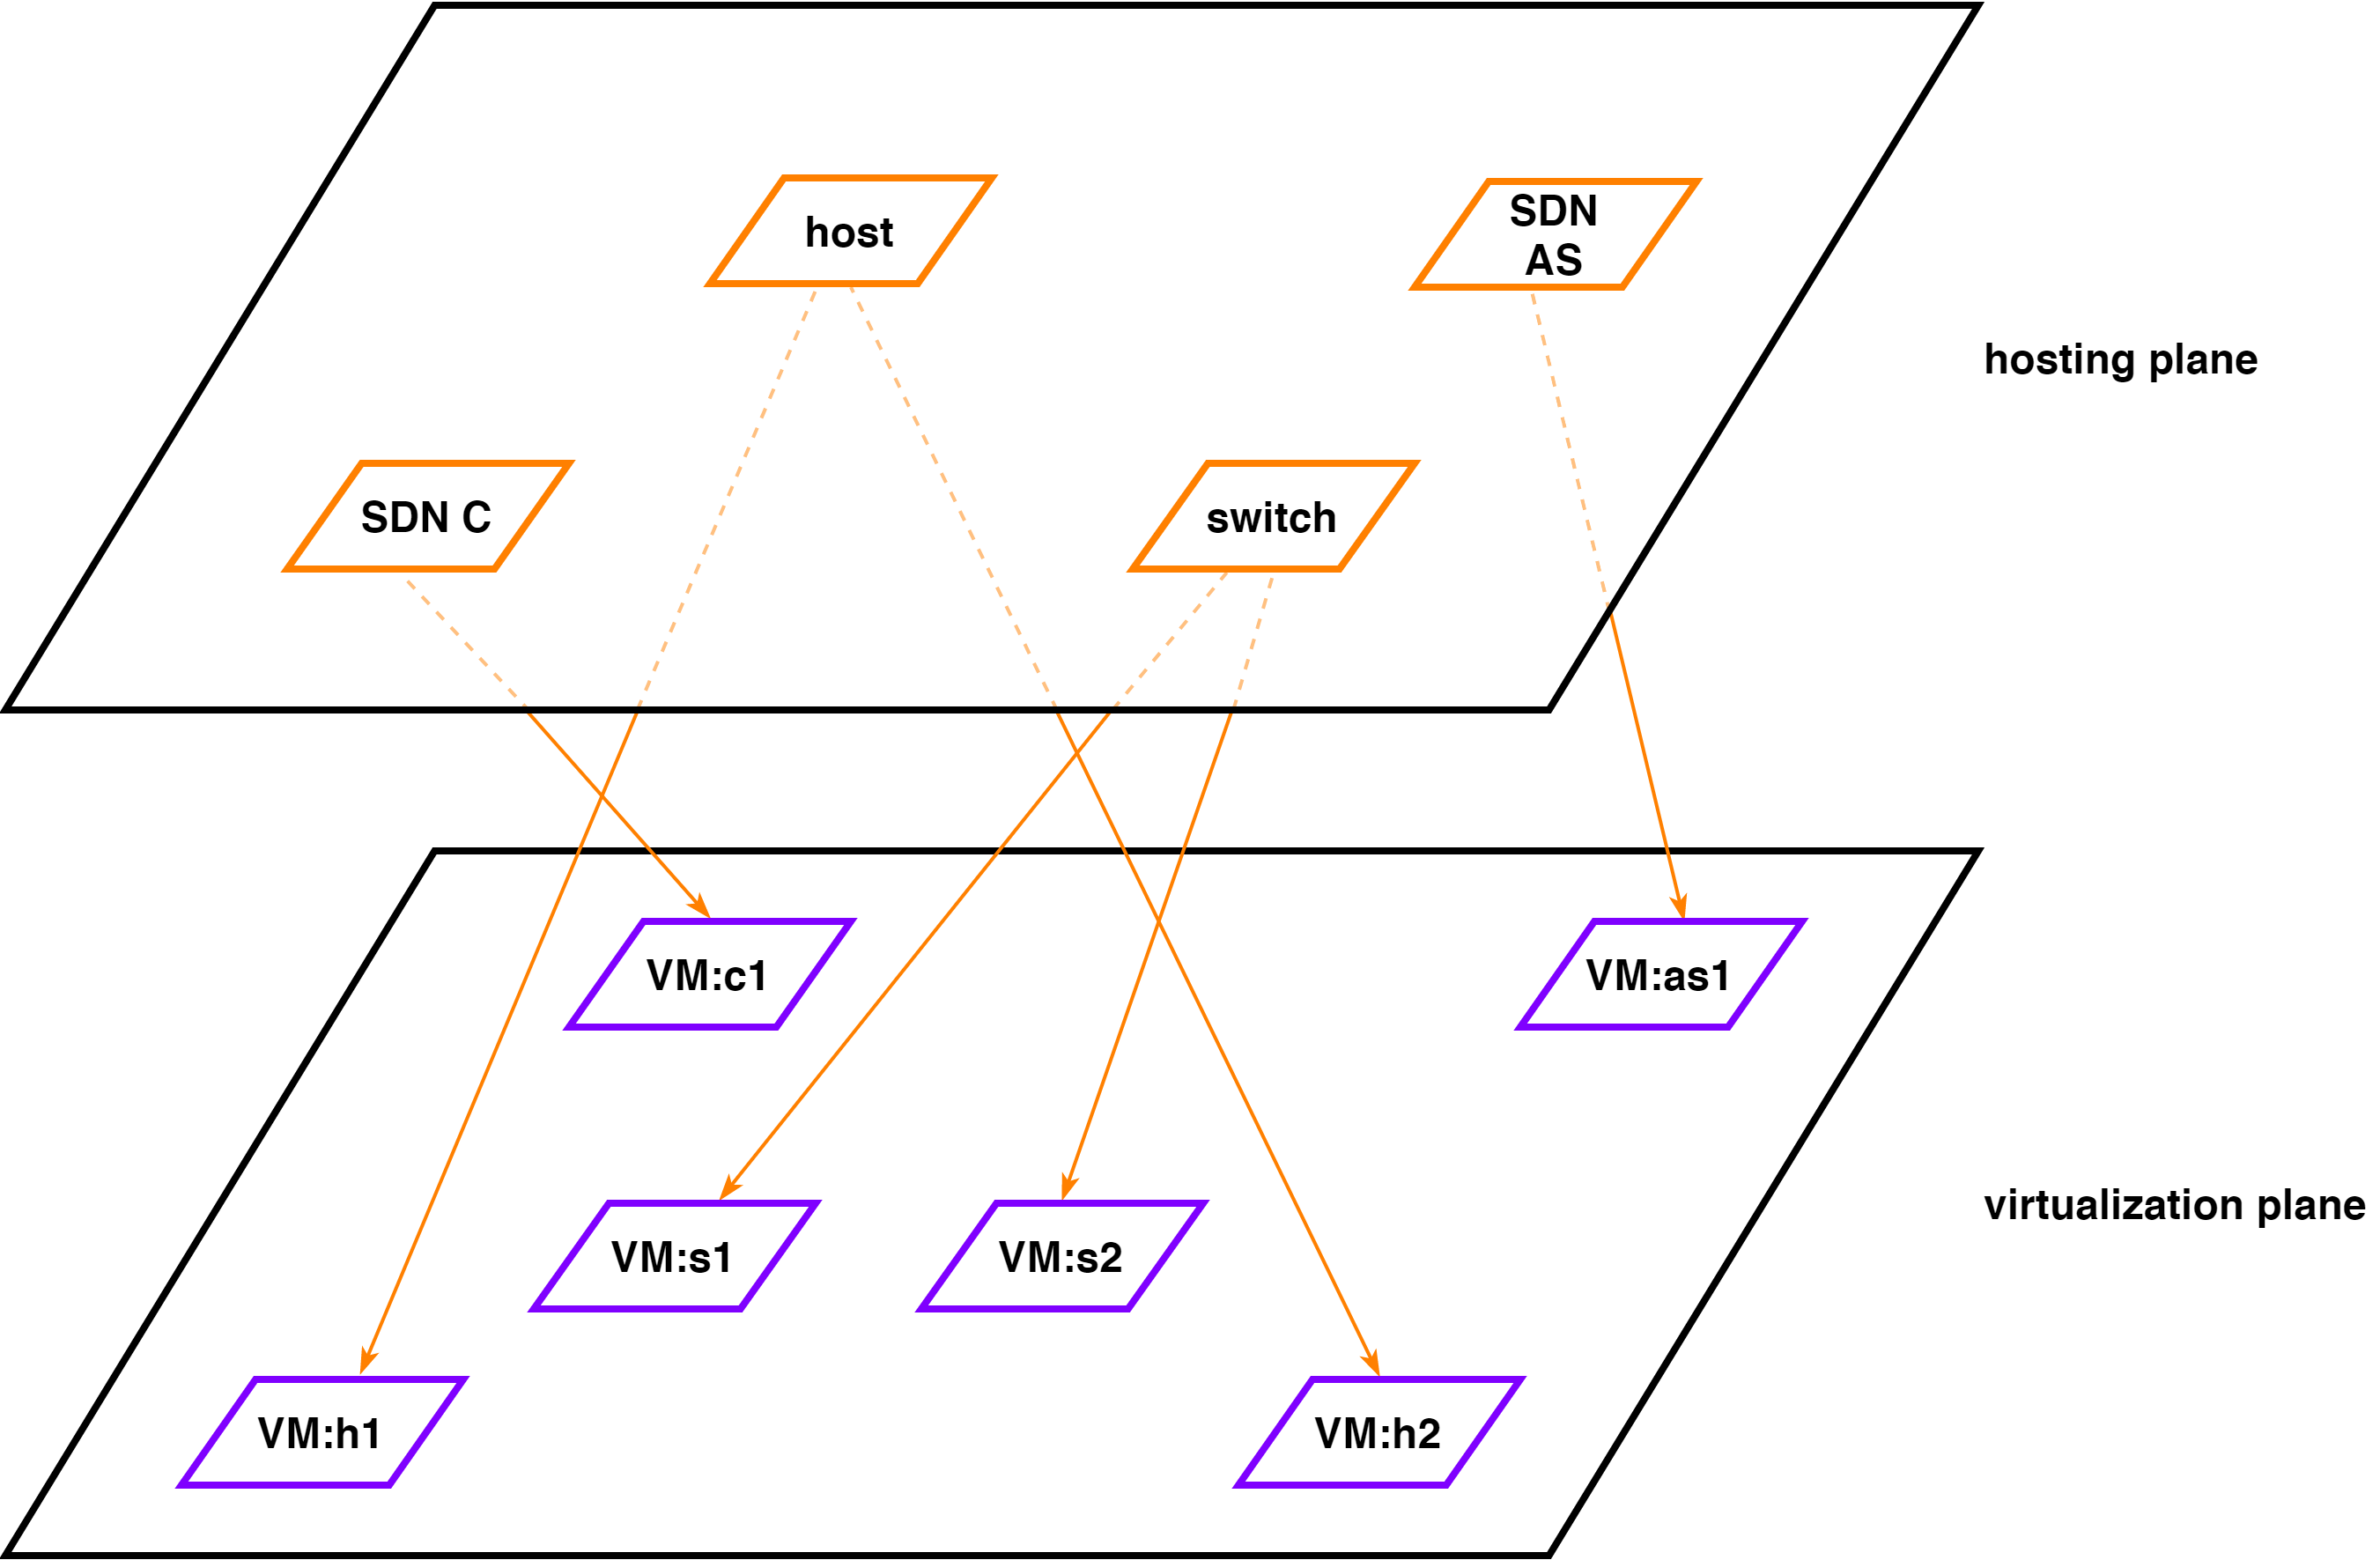 host
SDN
AS
hosting plane
SDN C
switch
VM:c1
VM:as1
virtualization plane
VM:s1
VM:s2
VM:h1
VM:h2